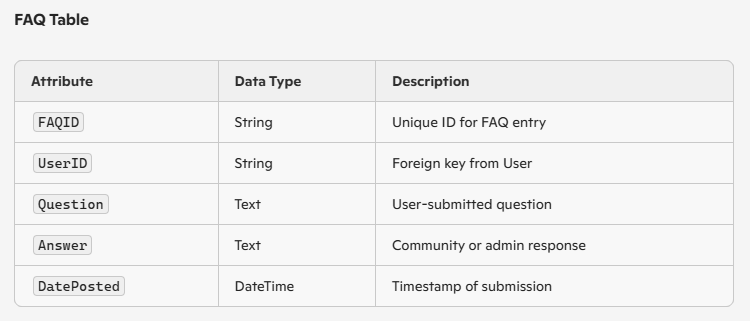 FAQ Table
Attribute Data Type Description
FAQID String Unique ID for FAQ entry
UserID String Foreign key from User
Question Text User-submitted question
Answer Text Community or admin response
DatePosted DateTime Timestamp of submission